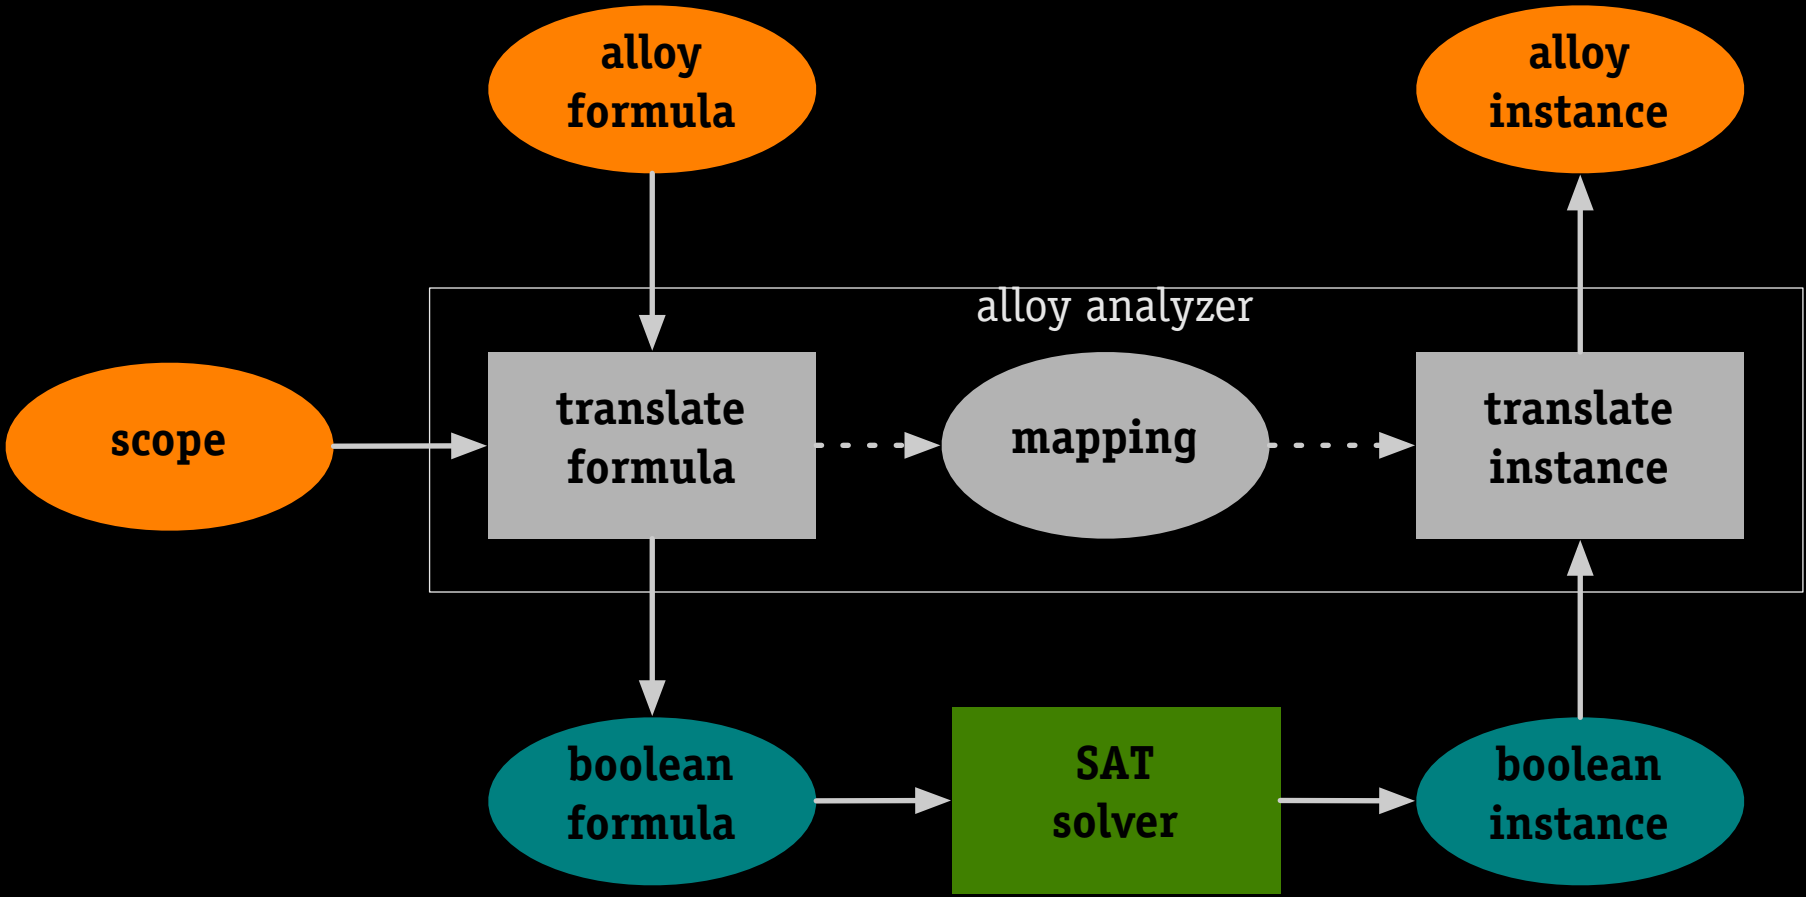 alloy
formula
alloy
instance
alloy analyzer
scope
translate
formula
mapping
translate
instance
boolean
formula
SAT
solver
boolean
instance